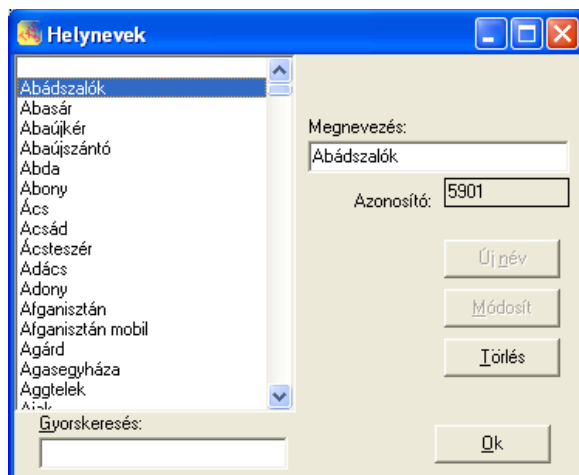 Helynevek
Abádszalók
Abasár
Abaújkér
Abaújszántó
Abda
Abony
Ács
Acsád
Ácsteszér
Adács
Adony
Afganisztán
Afganisztán mobil
Agárd
Agasegyháza
Aggtelek
Ajak
Gyorskeresés:
Megnevezés:
Abádszalók
Azonosító: 5901
Új név
Módosít
Törlés
Ok